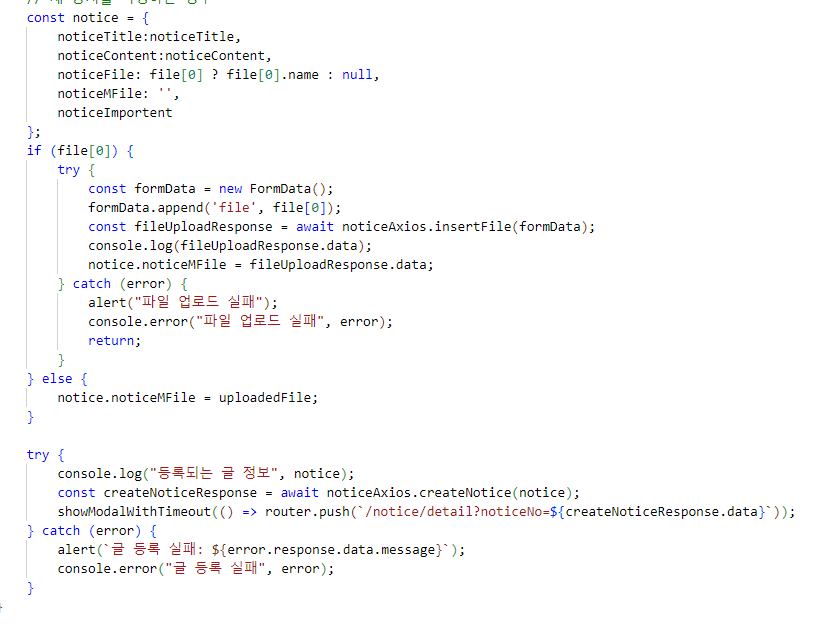 const notice = {
noticeTitle:noticeTitle,
noticeContent:noticeContent,
noticeFile: file[0] ? file[0].name : null,
noticeMFile: '',
noticeImportent
};
if (file[0]) {
try {
const formData = new FormData();
formData.append('file', file[0]);
const fileUploadResponse = await noticeAxios.insertFile(formData);
console.log(fileUploadResponse.data);
notice.noticeMFile = fileUploadResponse.data;
} catch (error) {
alert("파일 업로드 실패");
console.error("파일 업로드 실패", error);
return;
}
} else {
notice.noticeMFile = uploadedFile;
}
try {
console.log("등록되는 글 정보", notice);
const createNoticeResponse = await noticeAxios.createNotice(notice);
showModalWithTimeout(() => router.push(`/notice/detail?noticeNo=${createNoticeResponse.data}`));
} catch (error) {
alert(`글 등록 실패: ${error.response.data.message}`);
console.error("글 등록 실패", error);
}